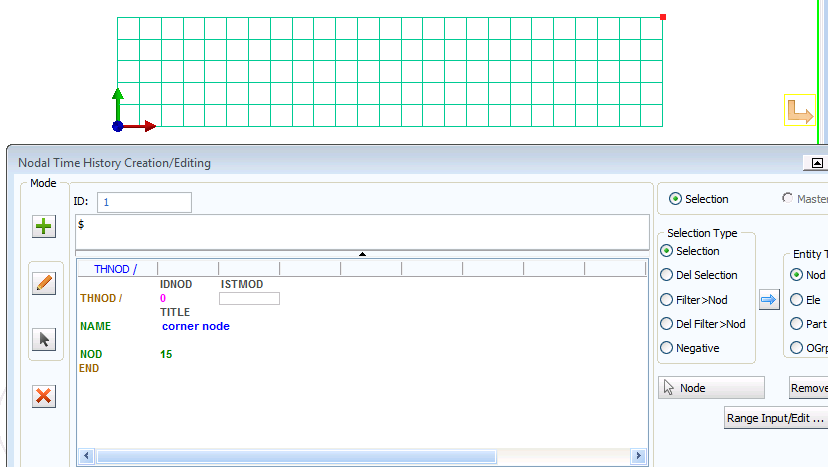 Nodal Time History Creation/Editing
Mode
ID: 1
$
THNOD /
IDNOD ISTMOD
THNOD / 0
TITLE
NAME corner node
NOD 15
END
Selection Master
Selection Type
Selection
Del Selection
Filter>Nod
Del Filter>Nod
Negative
Entity T
Nod
Ele
Part
OGrp
Node
Remove
Range Input/Edit ...